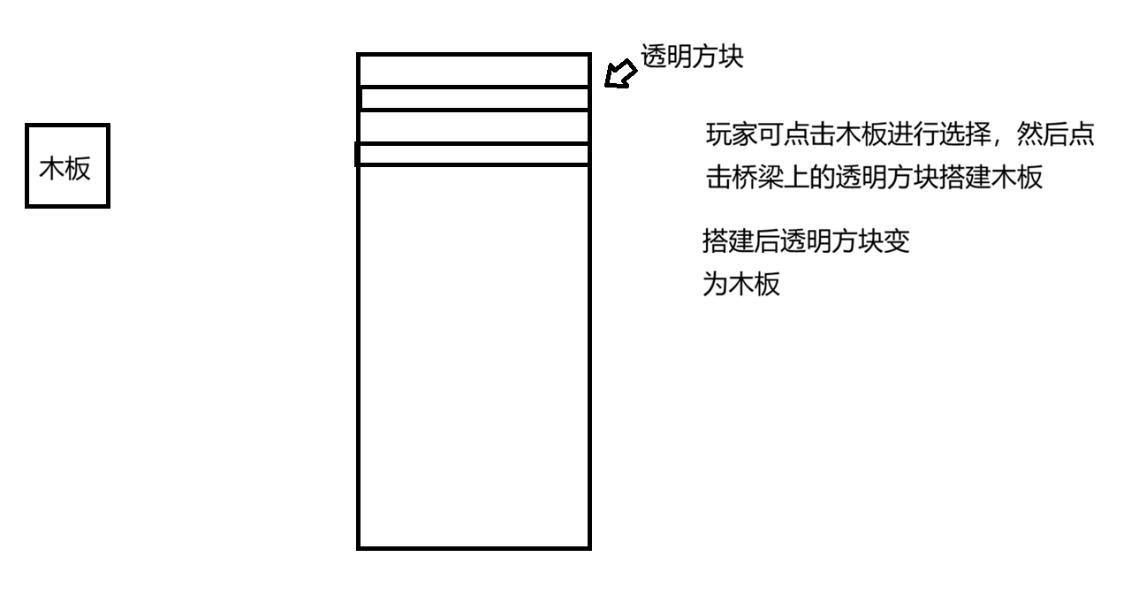 透明方块
木板
玩家可点击木板进行选择，然后点
击桥梁上的透明方块搭建木板
搭建后透明方块变
为木板